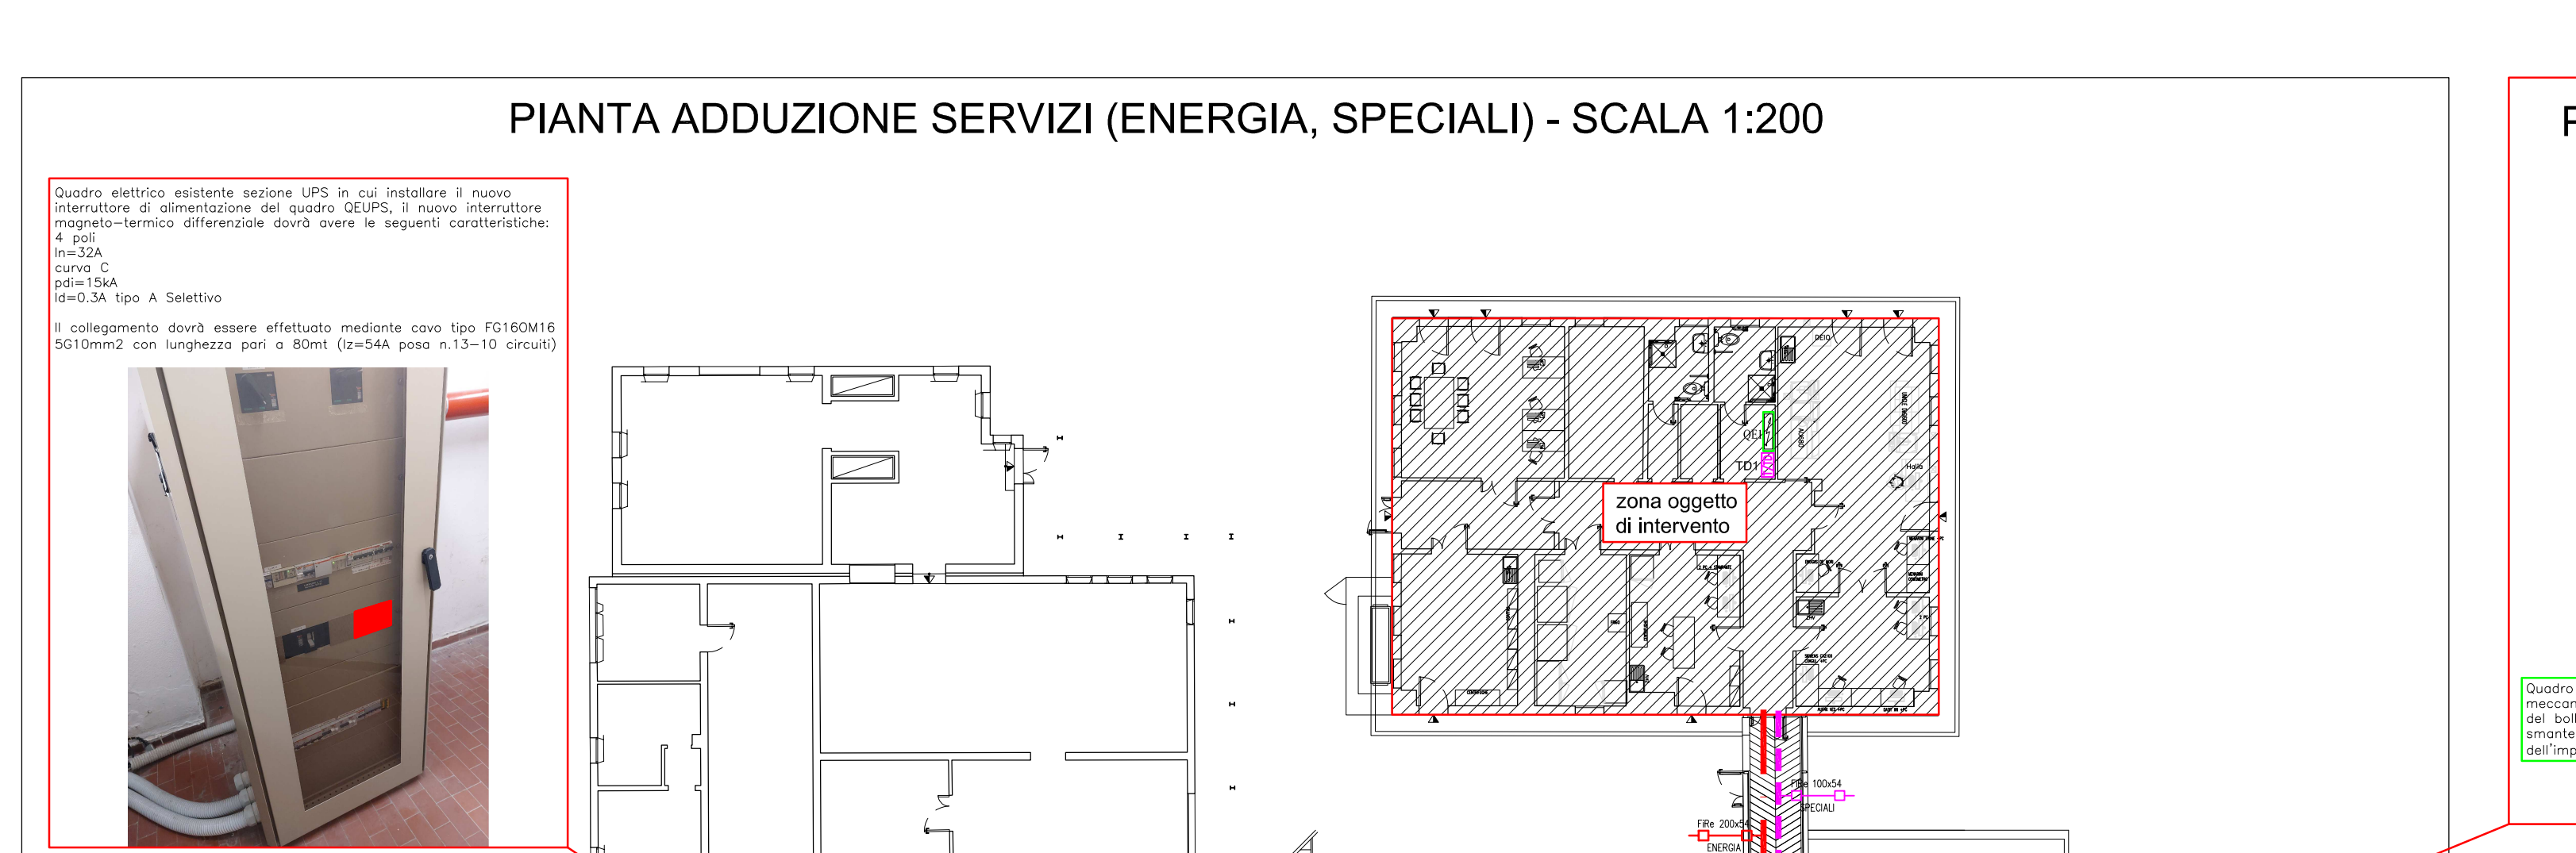 PIANTA ADDUZIONE SERVIZI (ENERGIA, SPECIALI) - SCALA 1:200
Quadro elettrico esistente sezione UPS in cui installare il nuovo
interruttore di alimentazione del quadro QEUPS, il nuovo interruttore
magneto-termico differenziale dovrà avere le seguenti caratteristiche:
4 poli
In=32A
curva C
pdi=15kA
Id=0.3A tipo A Selettivo
Il collegamento dovrà essere effettuato mediante cavo tipo FG16OM16
5G10mm2 con lunghezza pari a 80mt (Iz=54A posa n.13-10 circuiti)
TD1
zona oggetto
di intervento
FiRe 100x54
SPECIALI
FiRe 200x54
ENERGIA
Quadro
meccan
del boll
smante
dell'imp